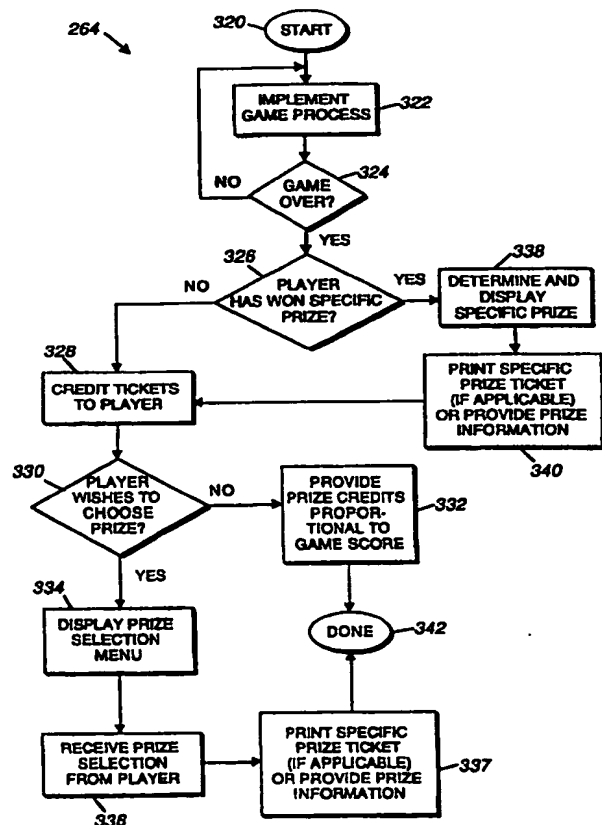 264
320
START
IMPLEMENT
GAME PROCESS
322
324
NO
GAME
OVER?
YES
326
338
NO
PLAYER
HAS WON SPECIFIC
PRIZE?
YES
DETERMINE AND
DISPLAY
SPECIFIC PRIZE
328
CREDIT TICKETS
TO PLAYER
PRINT SPECIFIC
PRIZE TICKET
(IF APPLICABLE)
OR PROVIDE PRIZE
INFORMATION
340
330
PLAYER
WISHES TO
CHOOSE
PRIZE?
NO
PROVIDE
PRIZE CREDITS
PROPOR-
TIONAL TO
GAME SCORE
332
YES
334
DISPLAY PRIZE
SELECTION
MENU
DONE
342
RECEIVE PRIZE
SELECTION
FROM PLAYER
336
PRINT SPECIFIC
PRIZE TICKET
(IF APPLICABLE)
OR PROVIDE PRIZE
INFORMATION
337